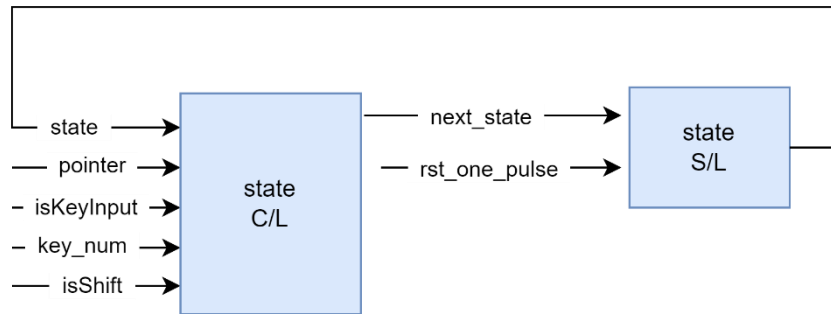 state
pointer
isKeyInput
key_num
isShift
state
C/L
next_state
rst_one_pulse
state
S/L